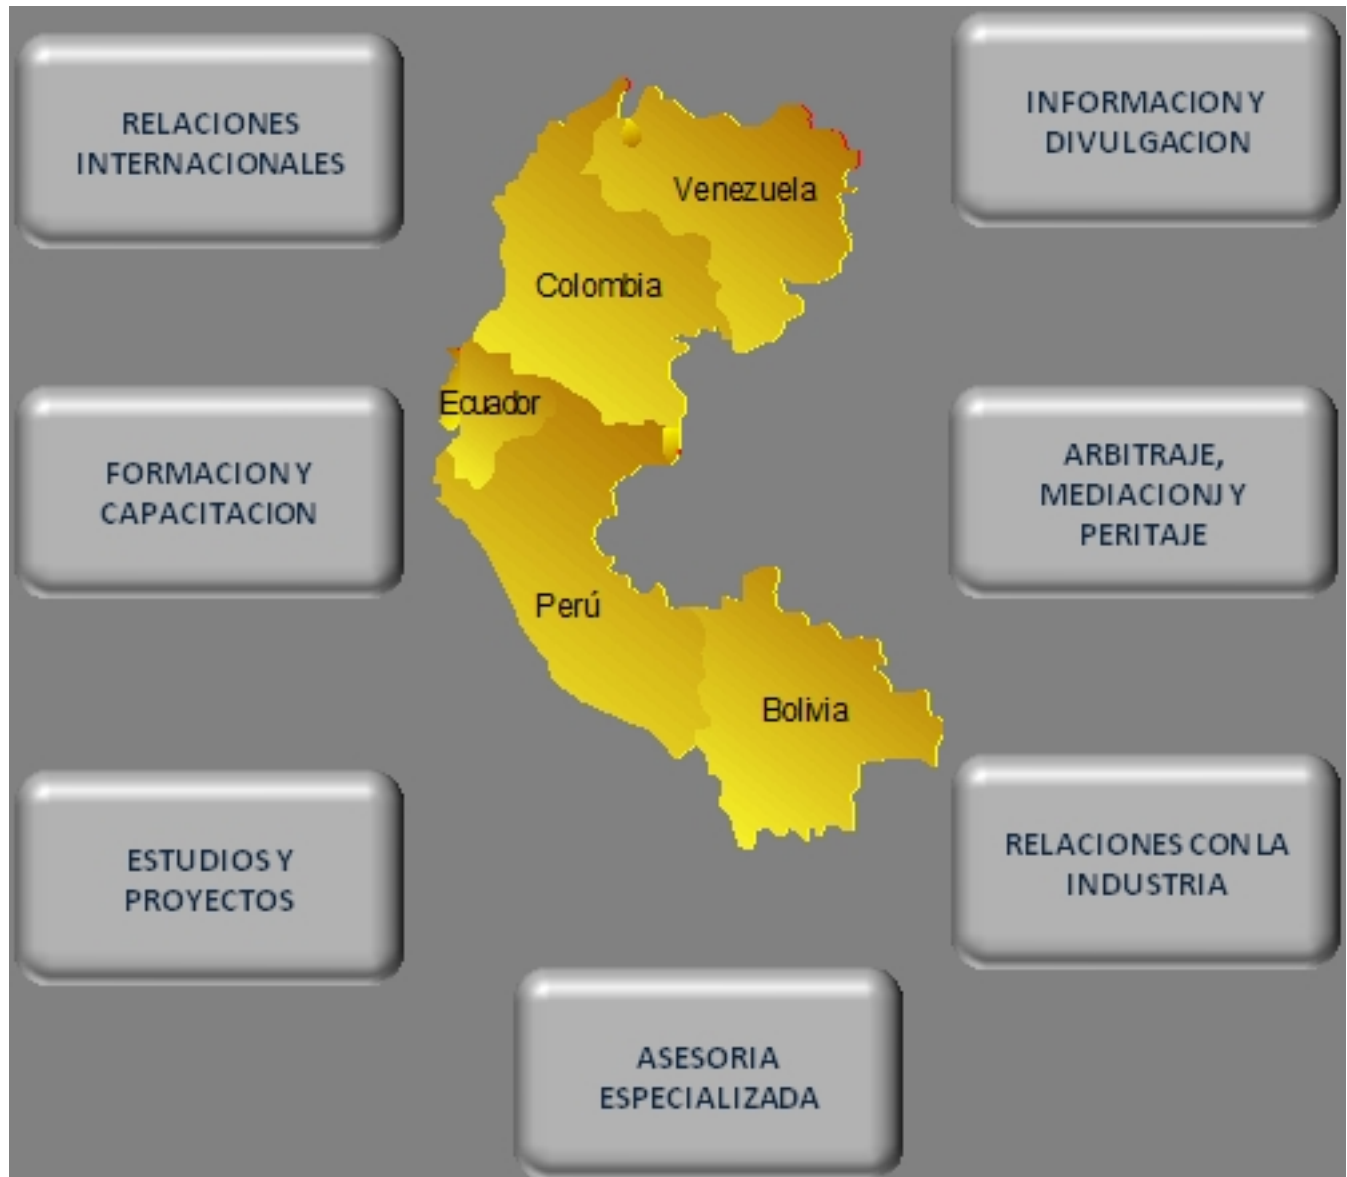 RELACIONES
INTERNACIONALES
INFORMACION Y
DIVULGACION
Venezuela
Colombia
Ecuador
FORMACION Y
CAPACITACION
ARBITRAJE,
MEDIACIONJ Y
PERITAJE
Perú
Bolivia
ESTUDIOS Y
PROYECTOS
RELACIONES CON LA
INDUSTRIA
ASESORIA
ESPECIALIZADA